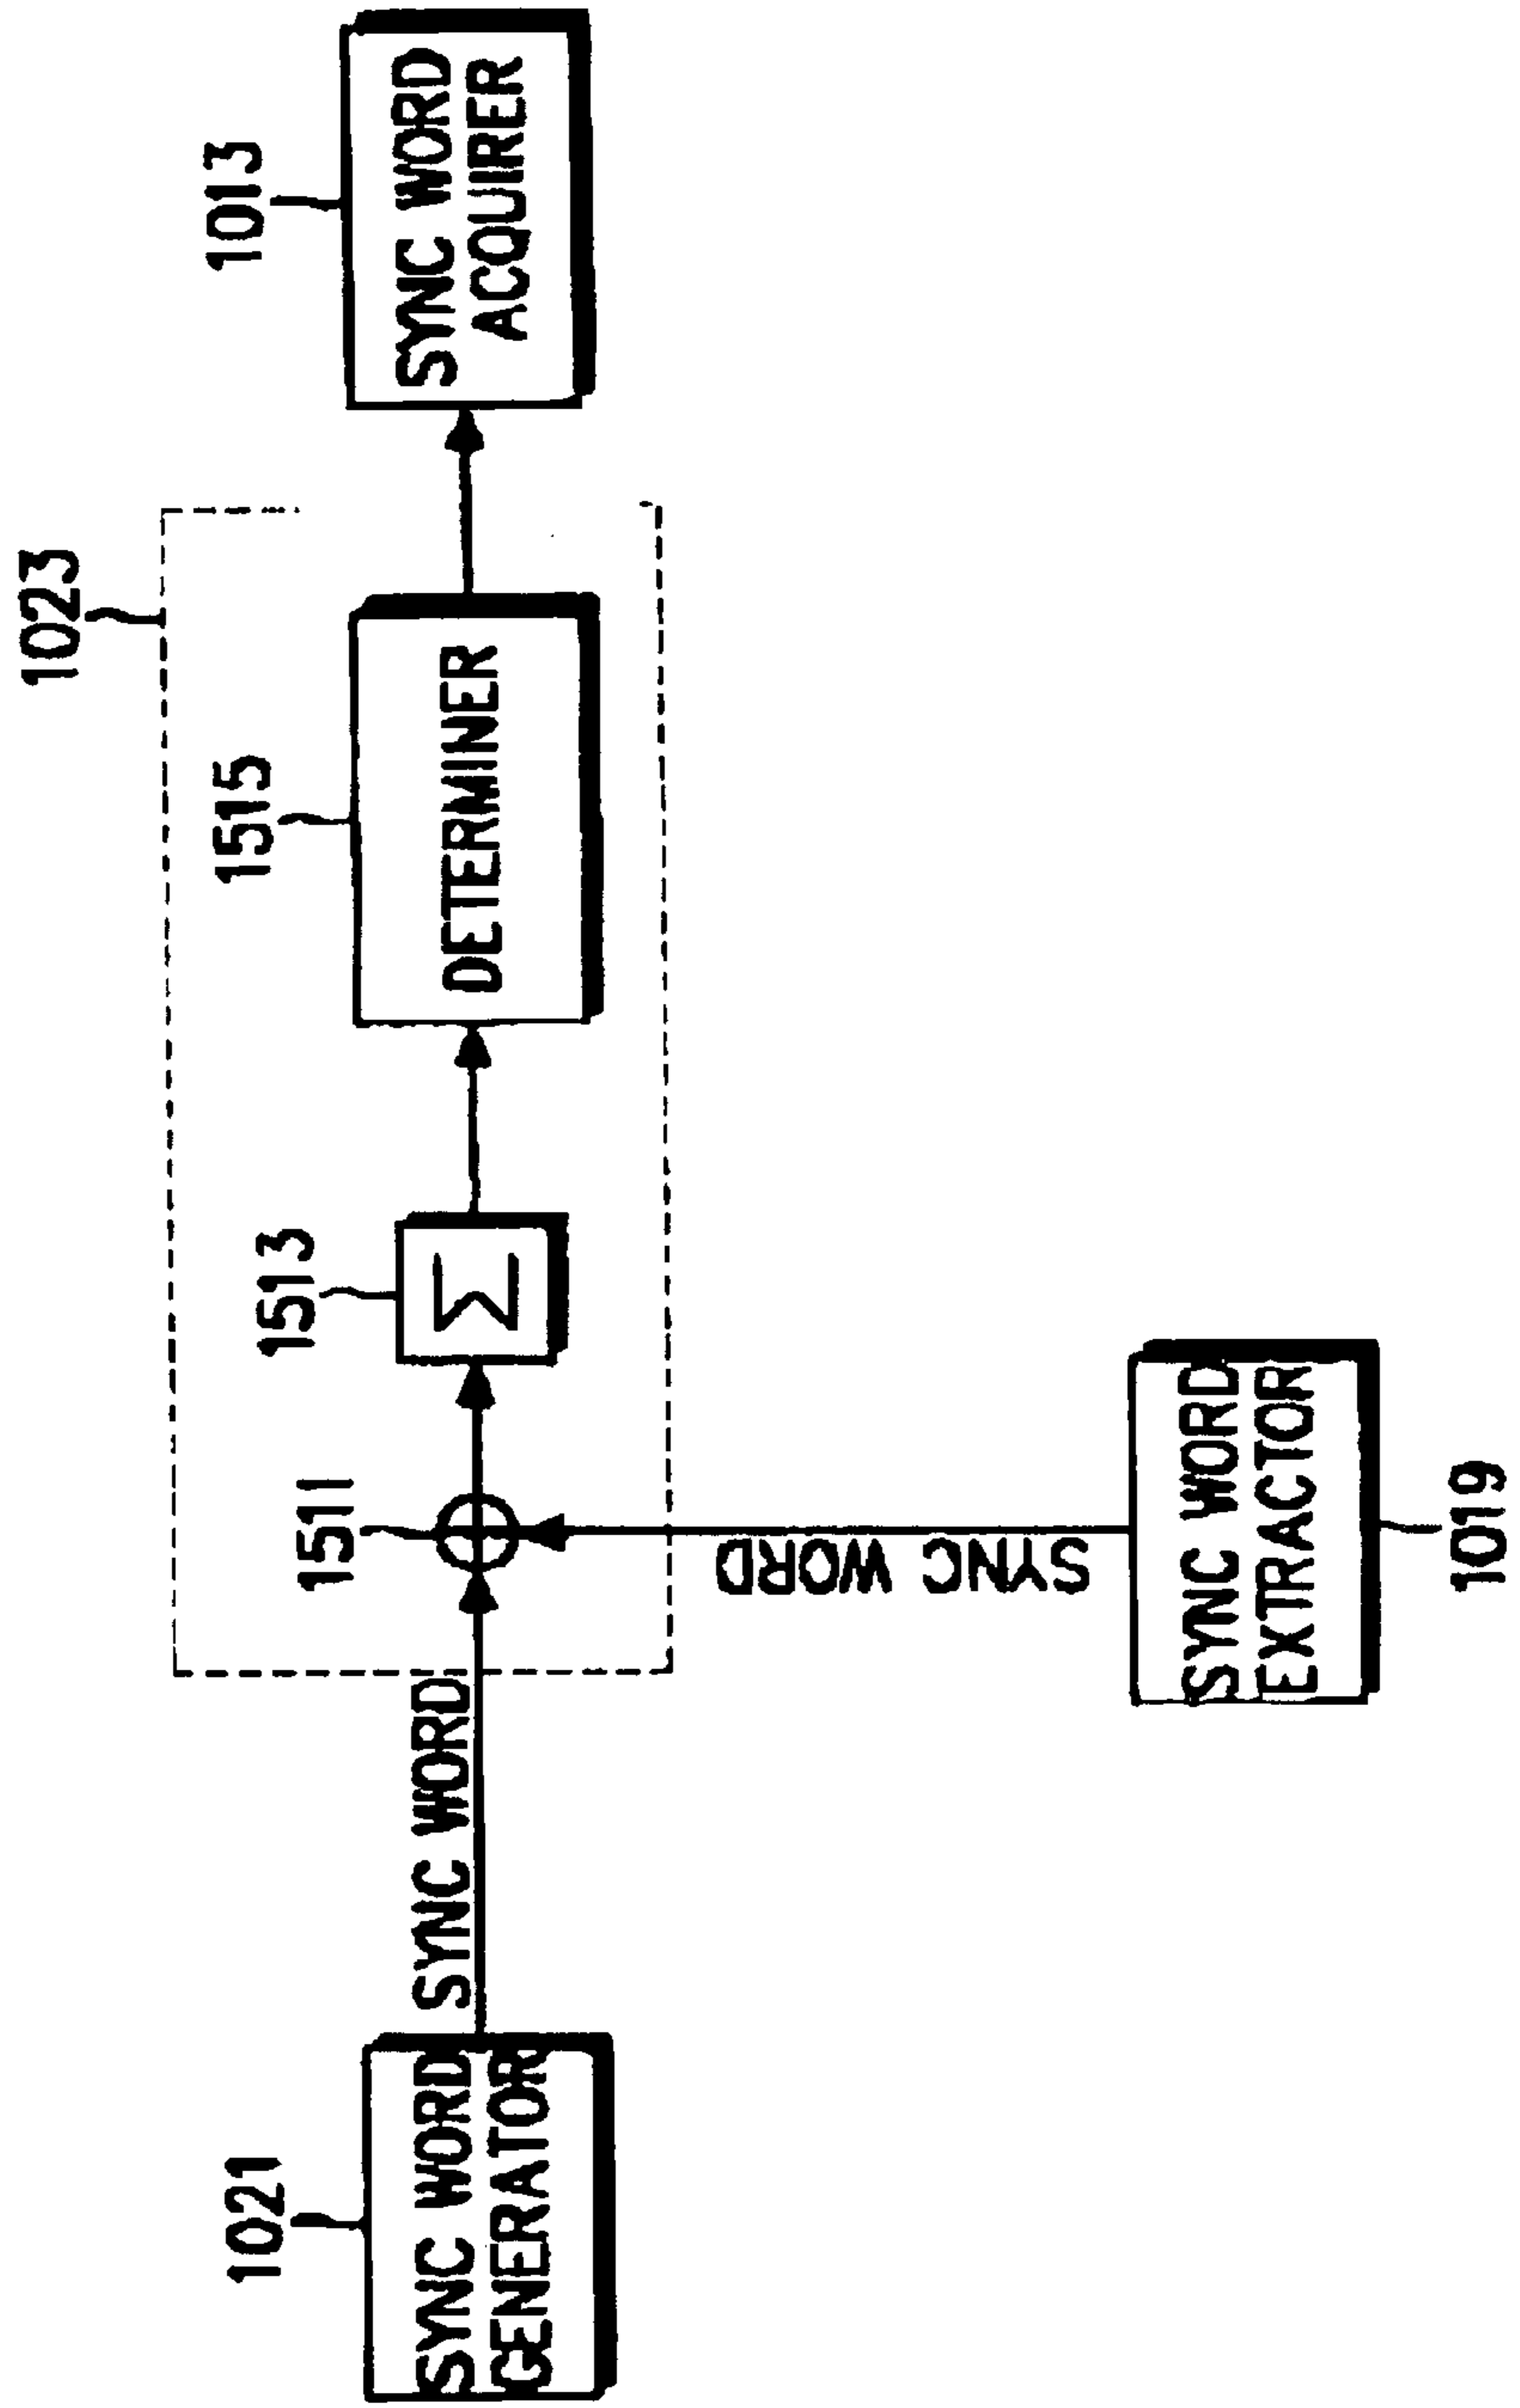 1021
SYNC WORD
GENERATOR
SYNC WORD
1511
1513
Σ
1515
DETERMINER
1023
1013
SYNC WORD
ACQUIRER
SYNC WORD
SYNC WORD
EXTRACTOR
1019